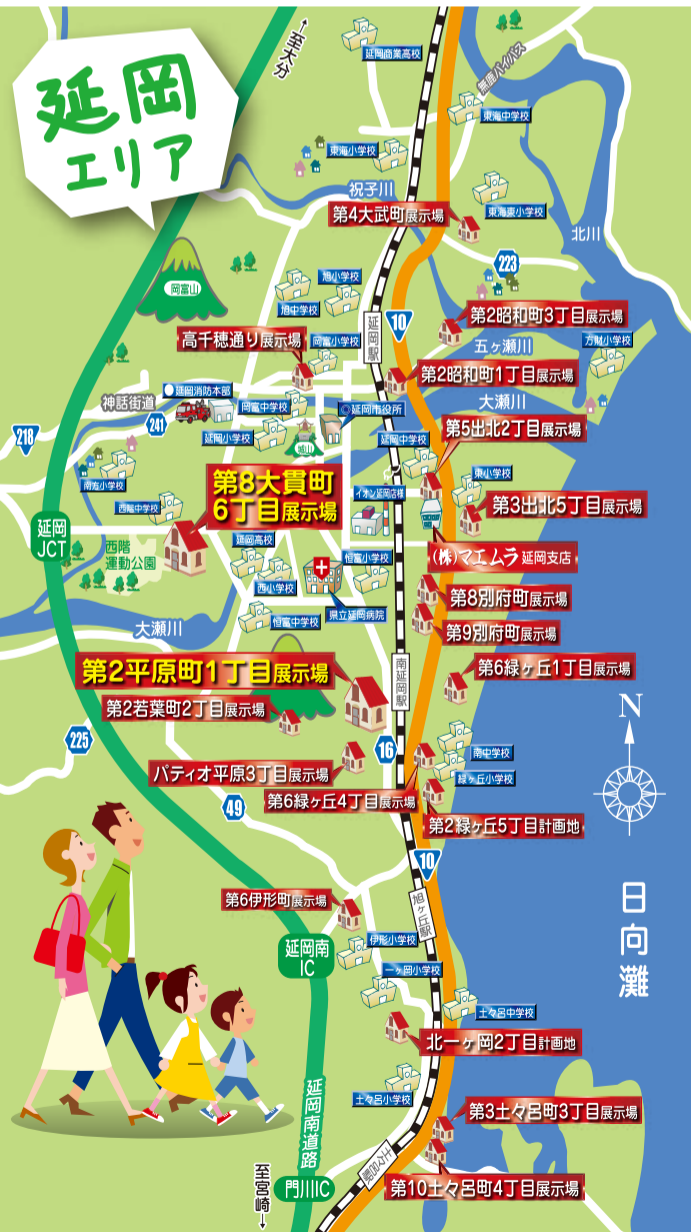 延岡
エリア
↑至大分
延岡商業高校
無鹿バイパス
東海中学校
東海小学校
祝子川
東海東小学校
第4大武町展示場
北川
223
岡富山
旭小学校
旭中学校
延岡駅
10
第2昭和町3丁目展示場
高千穂通り展示場
岡富小学校
五ヶ瀬川
方財小学校
第2昭和町1丁目展示場
延岡消防本部
神話街道
大瀬川
岡富中学校
延岡市役所
241
218
延岡小学校
城山
延岡中学校
第5出北2丁目展示場
南方小学校
東小学校
第8大貫町
6丁目展示場
イオン延岡店様
第3出北5丁目展示場
西階中学校
延岡
JCT
延岡高校
西階
運動公園
恒富小学校
(株)マエムラ延岡支店
西小学校
第8別府町展示場
県立延岡病院
恒富中学校
大瀬川
第9別府町展示場
第2平原町1丁目展示場
南延岡駅
第6緑ヶ丘1丁目展示場
第2若葉町2丁目展示場
N
225
16
南中学校
パティオ平原3丁目展示場
緑ヶ丘小学校
第6緑ヶ丘4丁目展示場
49
第2緑ヶ丘5丁目計画地
10
日向灘
第6伊形町展示場
旭ヶ丘駅
伊形小学校
延岡南
IC
一ヶ岡小学校
土々呂中学校
北一ヶ岡2丁目計画地
土々呂小学校
延岡南道路
第3土々呂町3丁目展示場
土々呂駅
至宮崎↓
門川IC
第10土々呂町4丁目展示場